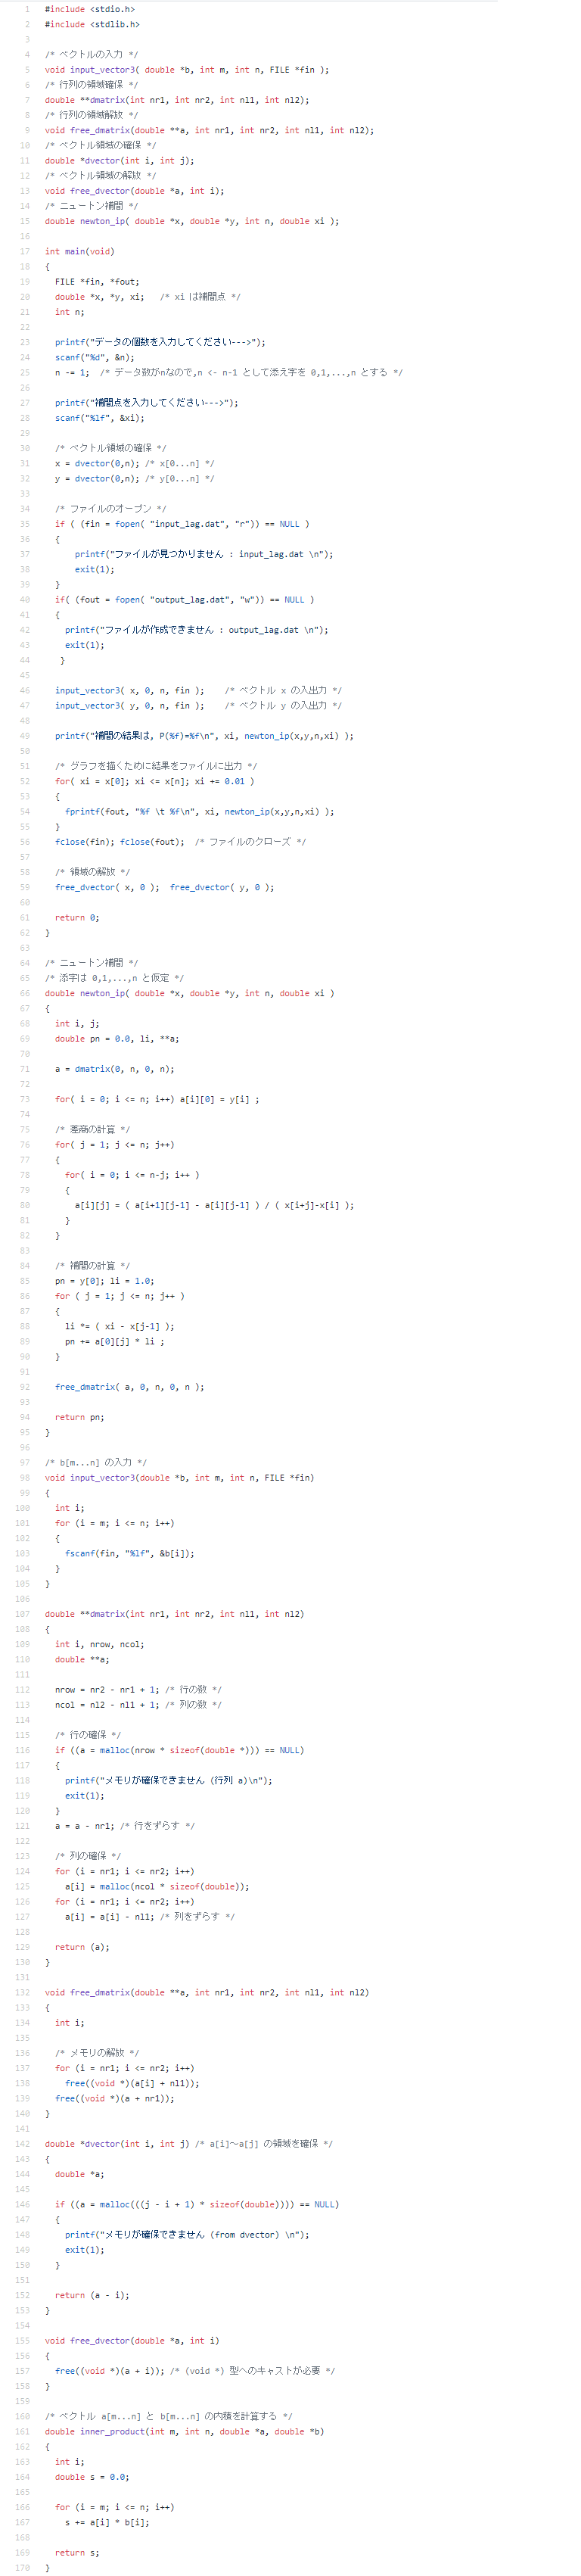 1 #include <stdio.h>
2 #include <stdlib.h>
3
4 /* ベクトルの入力 */
5 void input_vector3( double *b, int m, int n, FILE *fin );
6 /* 行列の領域確保 */
7 double **dmatrix(int nr1, int nr2, int nl1, int nl2);
8 /* 行列の領域解放 */
9 void free_dmatrix(double **a, int nr1, int nr2, int nl1, int nl2);
10 /* ベクトル領域の確保 */
11 double *dvector(int i, int j);
12 /* ベクトル領域の解放 */
13 void free_dvector(double *a, int i);
14 /* ニュートン補間 */
15 double newton_ip( double *x, double *y, int n, double xi );
16
17 int main(void)
18 {
19   FILE *fin, *fout;
20   double *x, *y, xi;   /* xi は補間点 */
21   int n;
22
23   printf("データの個数を入力してください--->");
24   scanf("%d", &n);
25   n -= 1;  /* データ数がnなので,n <- n-1 として添え字を 0,1,...,n とする */
26
27   printf("補間点を入力してください--->");
28   scanf("%lf", &xi);
29
30   /* ベクトル領域の確保 */
31   x = dvector(0,n); /* x[0...n] */
32   y = dvector(0,n); /* y[0...n] */
33
34   /* ファイルのオープン */
35   if ( (fin = fopen( "input_lag.dat", "r")) == NULL )
36   {
37       printf("ファイルが見つかりません : input_lag.dat \n");
38       exit(1);
39   }
40   if( (fout = fopen( "output_lag.dat", "w")) == NULL )
41   {
42     printf("ファイルが作成できません : output_lag.dat \n");
43     exit(1);
44    }
45
46   input_vector3( x, 0, n, fin );    /* ベクトル x の入出力 */
47   input_vector3( y, 0, n, fin );    /* ベクトル y の入出力 */
48
49   printf("補間の結果は, P(%f)=%f\n", xi, newton_ip(x,y,n,xi) );
50
51   /* グラフを描くために結果をファイルに出力 */
52   for( xi = x[0]; xi <= x[n]; xi += 0.01 )
53   {
54     fprintf(fout, "%f \t %f\n", xi, newton_ip(x,y,n,xi) );
55   }
56   fclose(fin); fclose(fout);  /* ファイルのクローズ */
57
58   /* 領域の解放 */
59   free_dvector( x, 0 );  free_dvector( y, 0 );
60
61   return 0;
62 }
63
64 /* ニュートン補間 */
65 /* 添字は 0,1,...,n と仮定 */
66 double newton_ip( double *x, double *y, int n, double xi )
67 {
68   int i, j;
69   double pn = 0.0, li, **a;
70
71   a = dmatrix(0, n, 0, n);
72
73   for( i = 0; i <= n; i++) a[i][0] = y[i] ;
74
75   /* 差商の計算 */
76   for( j = 1; j <= n; j++)
77   {
78     for( i = 0; i <= n-j; i++ )
79     {
80       a[i][j] = ( a[i+1][j-1] - a[i][j-1] ) / ( x[i+j]-x[i] );
81     }
82   }
83
84   /* 補間の計算 */
85   pn = y[0]; li = 1.0;
86   for ( j = 1; j <= n; j++ )
87   {
88     li *= ( xi - x[j-1] );
89     pn += a[0][j] * li ;
90   }
91
92   free_dmatrix( a, 0, n, 0, n );
93
94   return pn;
95 }
96
97 /* b[m...n] の入力 */
98 void input_vector3(double *b, int m, int n, FILE *fin)
99 {
100   int i;
101   for (i = m; i <= n; i++)
102   {
103     fscanf(fin, "%lf", &b[i]);
104   }
105 }
106
107 double **dmatrix(int nr1, int nr2, int nl1, int nl2)
108 {
109   int i, nrow, ncol;
110   double **a;
111
112   nrow = nr2 - nr1 + 1; /* 行の数 */
113   ncol = nl2 - nl1 + 1; /* 列の数 */
114
115   /* 行の確保 */
116   if ((a = malloc(nrow * sizeof(double *))) == NULL)
117   {
118     printf("メモリが確保できません (行列 a)\n");
119     exit(1);
120   }
121   a = a - nr1; /* 行をずらす */
122
123   /* 列の確保 */
124   for (i = nr1; i <= nr2; i++)
125     a[i] = malloc(ncol * sizeof(double));
126   for (i = nr1; i <= nr2; i++)
127     a[i] = a[i] - nl1; /* 列をずらす */
128
129   return (a);
130 }
131
132 void free_dmatrix(double **a, int nr1, int nr2, int nl1, int nl2)
133 {
134   int i;
135
136   /* メモリの解放 */
137   for (i = nr1; i <= nr2; i++)
138     free((void *)(a[i] + nl1));
139   free((void *)(a + nr1));
140 }
141
142 double *dvector(int i, int j) /* a[i]～a[j] の領域を確保 */
143 {
144   double *a;
145
146   if ((a = malloc(((j - i + 1) * sizeof(double)))) == NULL)
147   {
148     printf("メモリが確保できません (from dvector) \n");
149     exit(1);
150   }
151
152   return (a - i);
153 }
154
155 void free_dvector(double *a, int i)
156 {
157   free((void *)(a + i)); /* (void *) 型へのキャストが必要 */
158 }
159
160 /* ベクトル a[m...n] と b[m...n] の内積を計算する */
161 double inner_product(int m, int n, double *a, double *b)
162 {
163   int i;
164   double s = 0.0;
165
166   for (i = m; i <= n; i++)
167     s += a[i] * b[i];
168
169   return s;
170 }